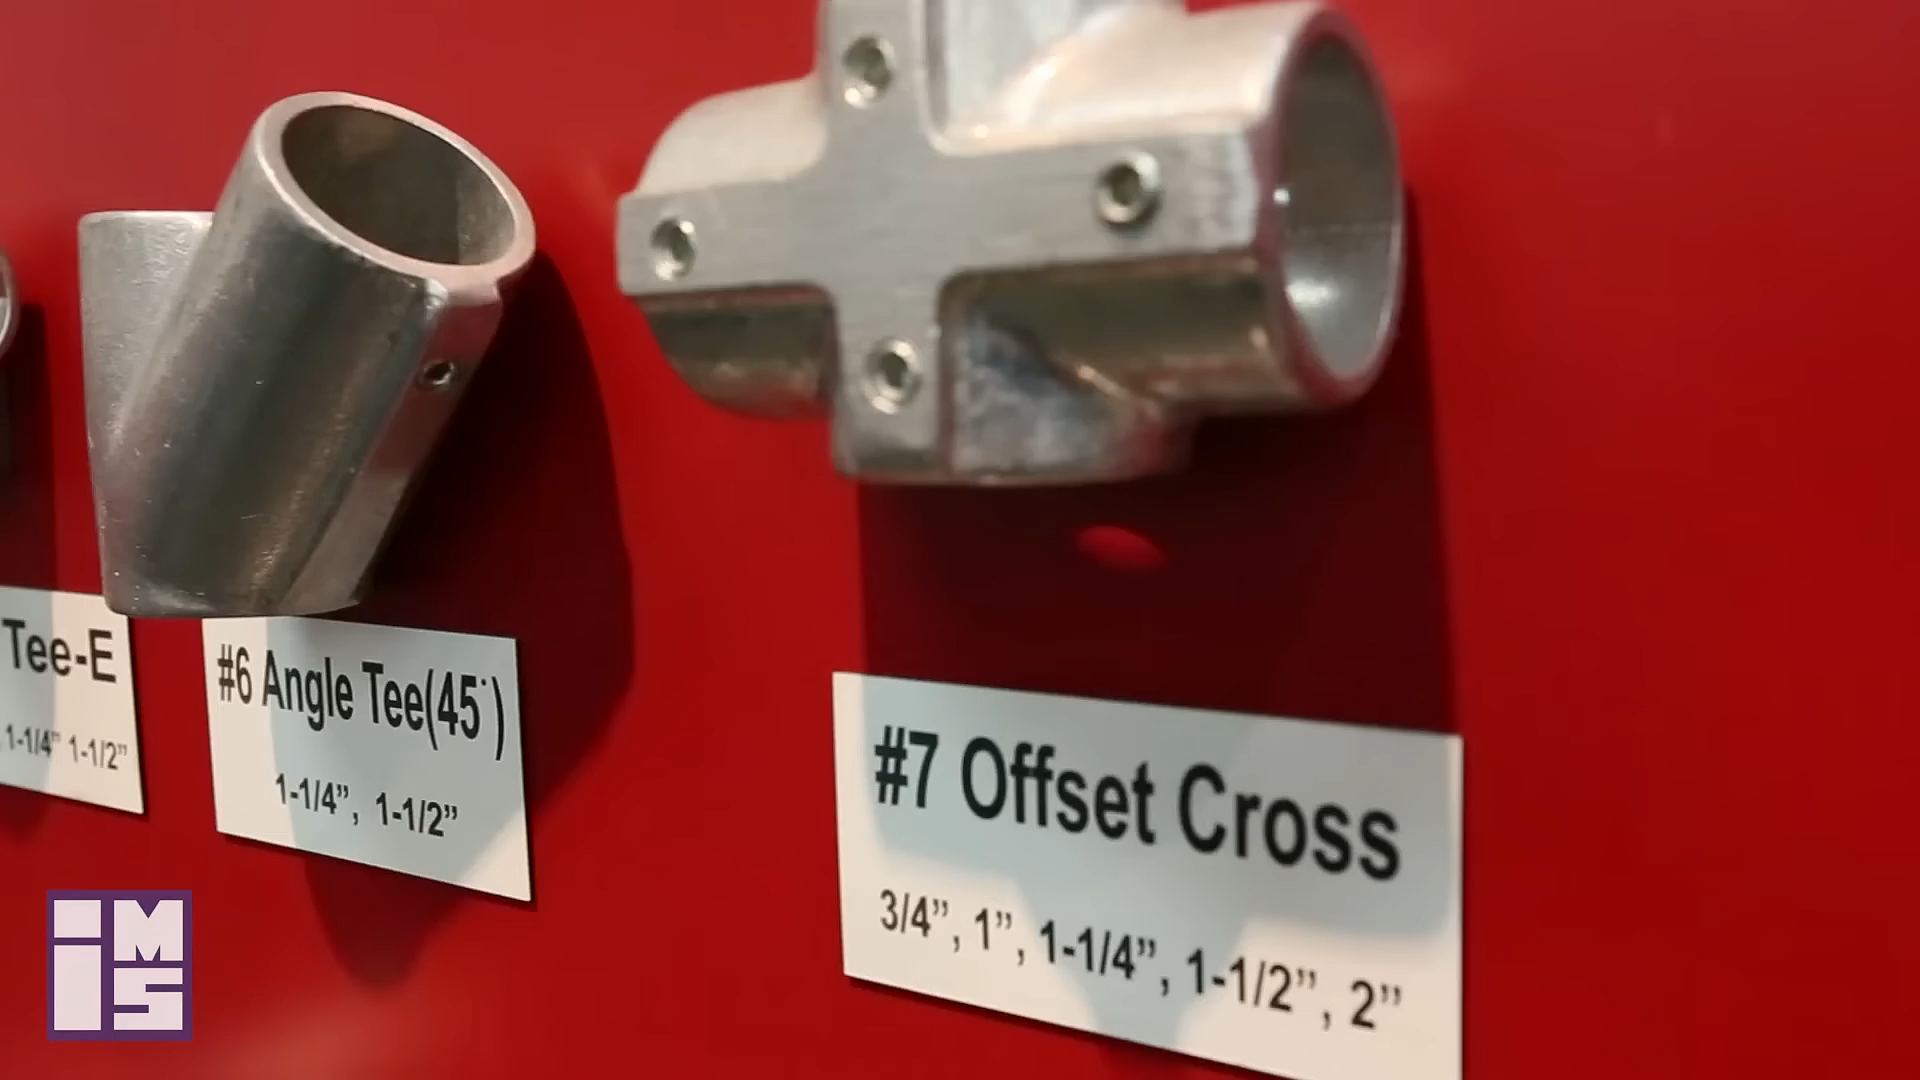 Tee-E
1-1/4” 1-1/2”
#6 Angle Tee(45˙)
1-1/4”, 1-1/2”
#7 Offset Cross
3/4”, 1”, 1-1/4”, 1-1/2”, 2”
iMS